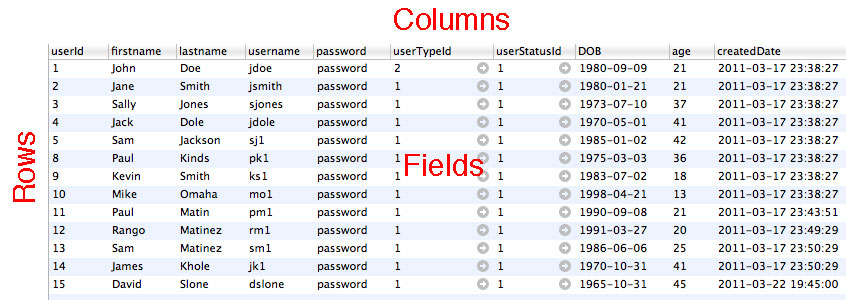 Columns
userId firstname lastname username password userTypeId userStatusId DOB age createdDate
1 John Doe jdoe password 2 1 1980-09-09 21 2011-03-17 23:38:27
2 Jane Smith jsmith password 1 1 1980-01-21 21 2011-03-17 23:38:27
3 Sally Jones sjones password 1 1 1973-07-10 37 2011-03-17 23:38:27
4 Jack Dole jdole password 1 1 1970-05-01 41 2011-03-17 23:38:27
5 Sam Jackson sj1 password 1 1 1985-01-02 42 2011-03-17 23:38:27
8 Paul Kinds pk1 password 1 1 1975-03-03 36 2011-03-17 23:38:27
Rows
Fields
9 Kevin Smith ks1 password 1 1 1983-07-02 18 2011-03-17 23:38:27
10 Mike Omaha mo1 password 1 1 1998-04-21 13 2011-03-17 23:38:27
11 Paul Matin pm1 password 1 1 1990-09-08 21 2011-03-17 23:43:51
12 Rango Matinez rm1 password 1 1 1991-03-27 20 2011-03-17 23:49:29
13 Sam Matinez sm1 password 1 1 1986-06-06 25 2011-03-17 23:50:29
14 James Khole jk1 password 1 1 1970-10-31 41 2011-03-17 23:50:29
15 David Slone dslone password 1 1 1965-10-31 45 2011-03-22 19:45:00